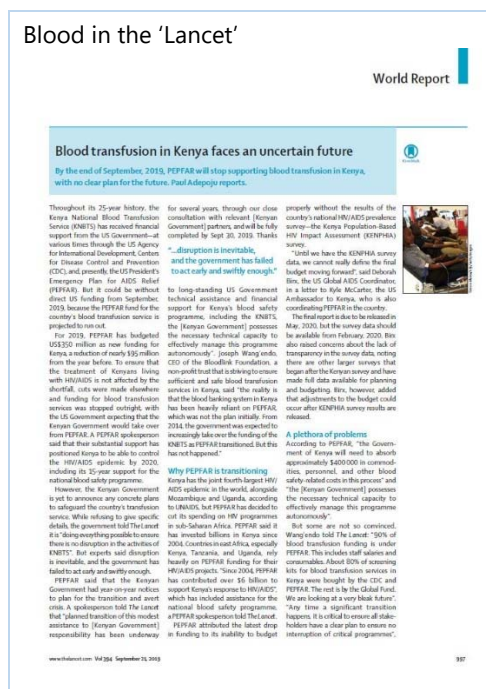 Blood in the ‘Lancet’
World Report
Blood transfusion in Kenya faces an uncertain future
By the end of September, 2019, PEPFAR will stop supporting blood transfusion in Kenya,
with no clear plan for the future. Paul Adepoju reports.
Throughout its 25-year history, the
Kenya National Blood Transfusion
Service (KNBTS) has received financial
support from the US Government—at
various times through the US Agency
for International Development, Centers
for Disease Control and Prevention
(CDC), and, presently, the US President's
Emergency Plan for AIDS Relief
(PEPFAR). But it could be without
direct US funding from September,
2019, because the PEPFAR fund for the
country's blood transfusion service is
projected to run out.
For 2019, PEPFAR has budgeted
US$350 million as new funding for
Kenya, a reduction of nearly $95 million
from the year before. To ensure that
the treatment of Kenyans living
with HIV/AIDS is not affected by the
shortfall, cuts were made elsewhere
and funding for blood transfusion
services was stopped outright, with
the US Government expecting that the
Kenyan Government would take over
from PEPFAR. A PEPFAR spokesperson
said that their substantial support has
positioned Kenya to be able to control
the HIV/AIDS epidemic by 2020,
including its 15-year support for the
national blood safety programme.
However, the Kenyan Government
is yet to announce any concrete plans
to safeguard the country's transfusion
service. While refusing to give specific
details, the government told The Lancet
it is "doing everything possible to ensure
there is no disruption in the activities of
KNBTS". But experts said disruption
is inevitable, and the government has
failed to act early and swiftly enough.
PEPFAR said that the Kenyan
Government had year-on-year notices
to plan for the transition and avert
crisis. A spokesperson told The Lancet
that "planned transition of this modest
assistance to [Kenyan Government]
responsibility has been underway
for several years, through our close
consultation with relevant [Kenyan
Government] partners, and will be fully
completed by Sept 30, 2019. Thanks
"...disruption is inevitable,
and the government has failed
to act early and swiftly enough."
to long-standing US Government
technical assistance and financial
support for Kenya's blood safety
programme, including the KNBTS,
the [Kenyan Government] possesses
the necessary technical capacity to
effectively manage this programme
autonomously". Joseph Wang'endo,
CEO of the Bloodlink Foundation, a
non-profit trust that is striving to ensure
sufficient and safe blood transfusion
services in Kenya, said "the reality is
that the blood banking system in Kenya
has been heavily reliant on PEPFAR,
which was not the plan initially. From
2014, the government was expected to
increasingly take over the funding of the
KNBTS as PEPFAR transitioned. But this
has not happened."
Why PEPFAR is transitioning
Kenya has the joint fourth-largest HIV/
AIDS epidemic in the world, alongside
Mozambique and Uganda, according
to UNAIDS, but PEPFAR has decided to
cut its spending on HIV programmes
in sub-Saharan Africa. PEPFAR said it
has invested billions in Kenya since
2004. Countries in east Africa, especially
Kenya, Tanzania, and Uganda, rely
heavily on PEPFAR funding for their
HIV/AIDS projects. "Since 2004, PEPFAR
has contributed over $6 billion to
support Kenya's response to HIV/AIDS",
which has included assistance for the
national blood safety programme,
a PEPFAR spokesperson told The Lancet.
PEPFAR attributed the latest drop
in funding to its inability to budget
properly without the results of the
country's national HIV/AIDS prevalence
survey—the Kenya Population-Based
HIV Impact Assessment (KENPHIA)
survey.
"Until we have the KENPHIA survey
data, we cannot really define the final
budget moving forward", said Deborah
Birx, the US Global AIDS Coordinator,
in a letter to Kyle McCarter, the US
Ambassador to Kenya, who is also
coordinating PEPFAR in the country.
The final report is due to be released in
May, 2020, but the survey data should
be available from February, 2020. Birx
also raised concerns about the lack of
transparency in the survey data, noting
there are other larger surveys that
began after the Kenyan survey and have
made full data available for planning
and budgeting. Birx, however, added
that adjustments to the budget could
occur after KENPHIA survey results are
released.
A plethora of problems
According to PEPFAR, "the Govern-
ment of Kenya will need to absorb
approximately $400 000 in commod-
ities, personnel, and other blood
safety-related costs in this process" and
"the [Kenyan Government] possesses
the necessary technical capacity to
effectively manage this programme
autonomously".
But some are not so convinced.
Wang'endo told The Lancet: "90% of
blood transfusion funding is under
PEPFAR. This includes staff salaries and
consumables. About 80% of screening
kits for blood transfusion services in
Kenya were bought by the CDC and
PEPFAR. The rest is by the Global Fund.
We are looking at a very bleak future".
"Any time a significant transition
happens, it is critical to ensure all stake-
holders have a clear plan to ensure no
interruption of critical programmes",
www.thelancet.com Vol 394 September 21, 2019
997